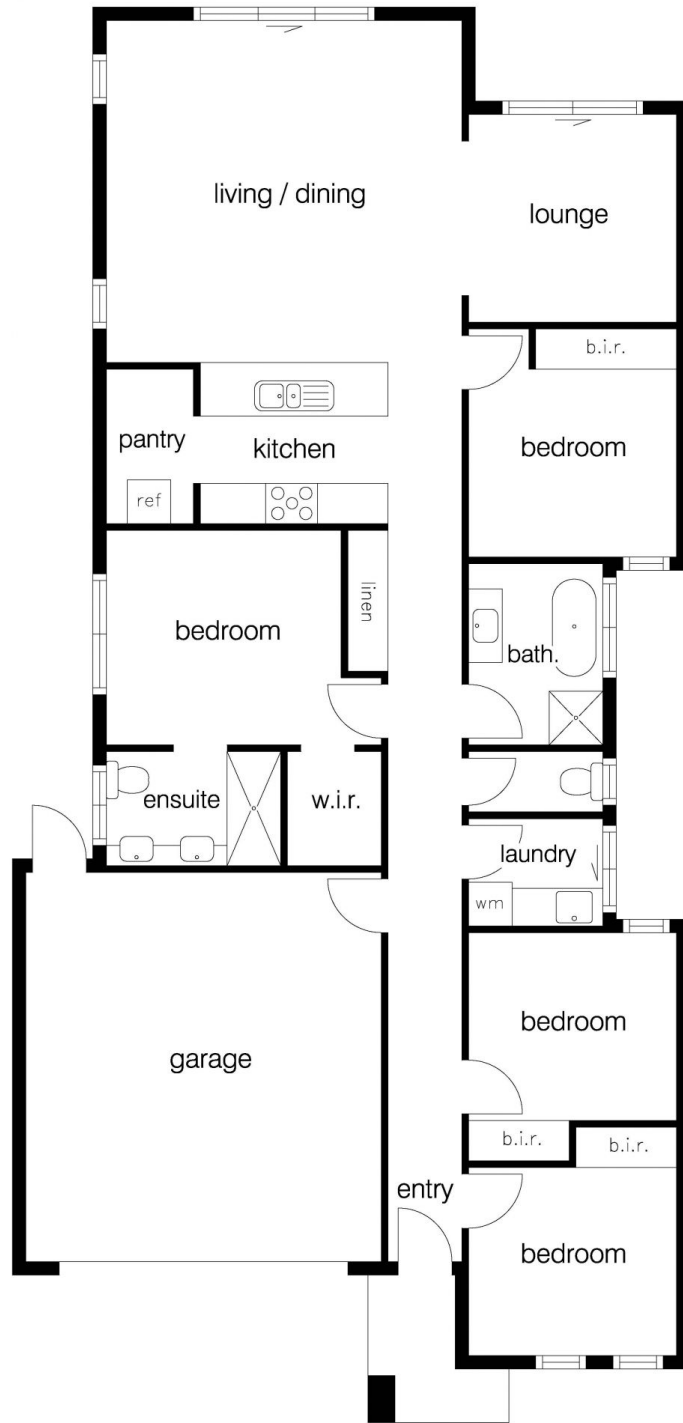 living / dining
lounge
b.i.r.
pantry
kitchen
bedroom
ref
linen
bedroom
bath.
ensuite
w.i.r.
laundry
wm
bedroom
garage
b.i.r.
b.i.r.
entry
bedroom